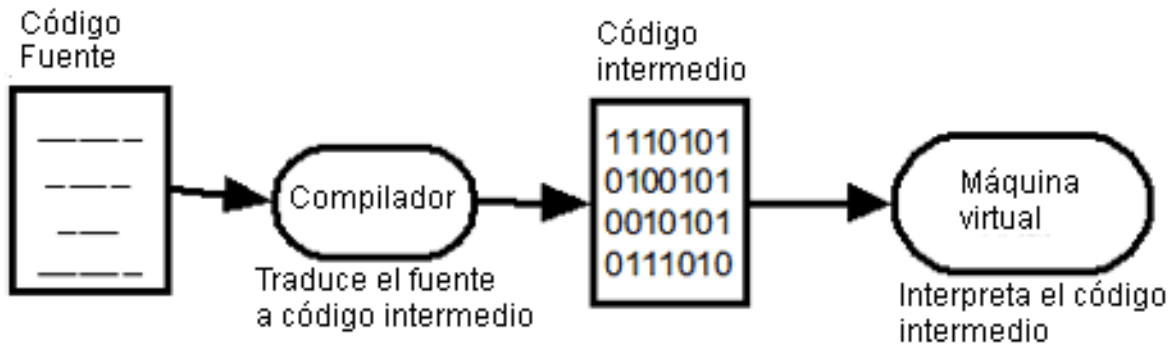 Código
Fuente
Compilador
Traduce el fuente
a código intermedio
Código
intermedio
1110101
0100101
0010101
0111010
Máquina
virtual
Interpreta el código
intermedio